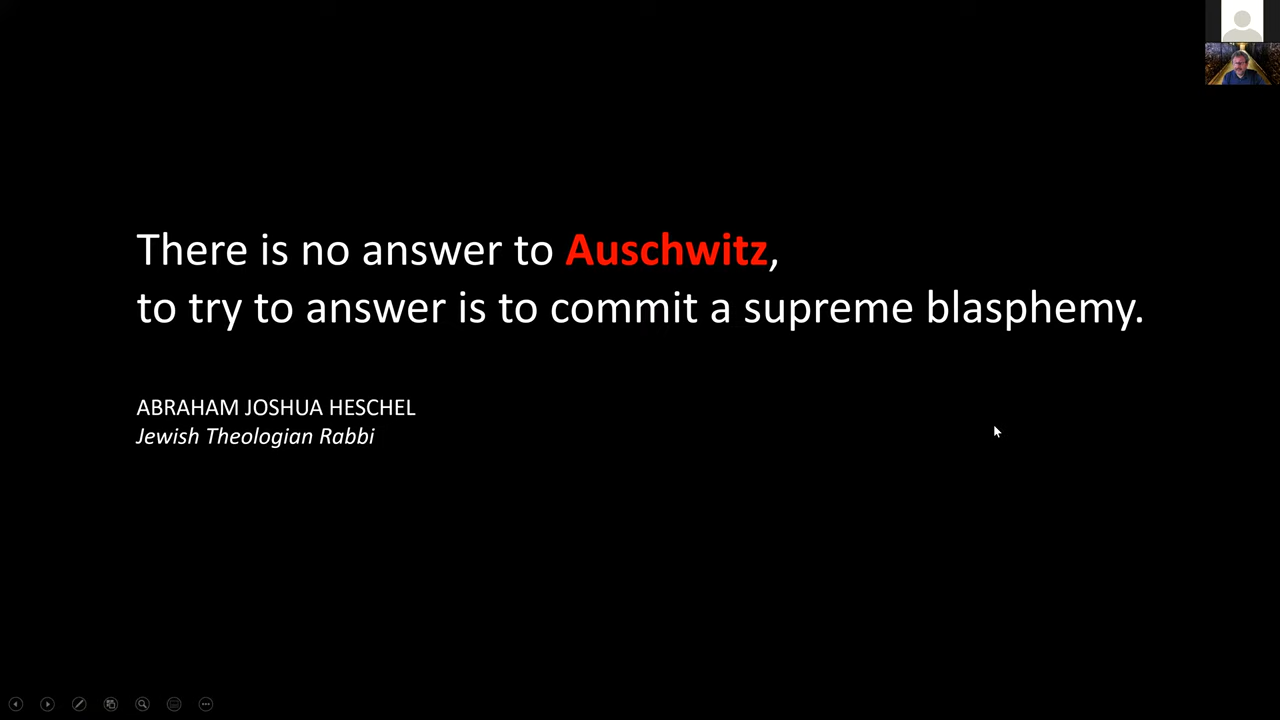 There is no answer to Auschwitz,
to try to answer is to commit a supreme blasphemy.
ABRAHAM JOSHUA HESCHEL
Jewish Theologian Rabbi